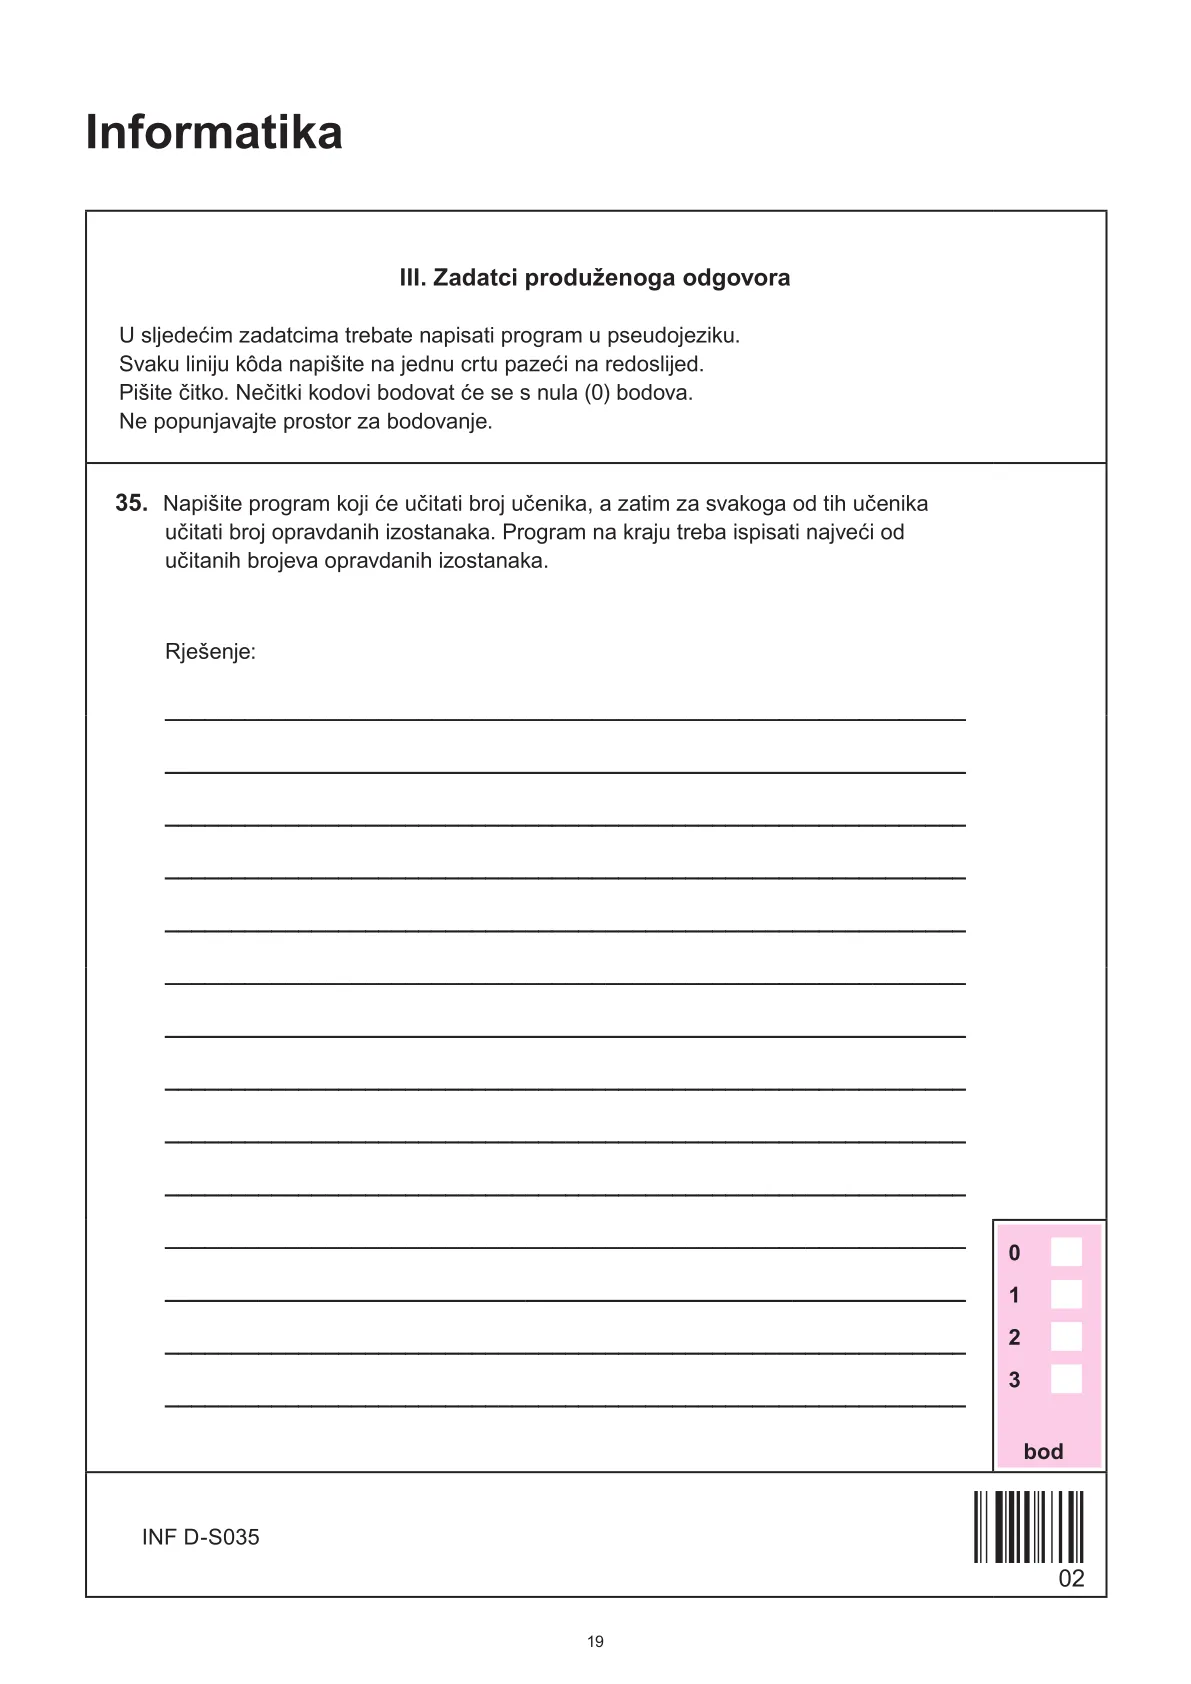 Informatika
III. Zadatci produženoga odgovora
U sljedećim zadatcima trebate napisati program u pseudojeziku.
Svaku liniju kôda napišite na jednu crtu pazeći na redoslijed.
Pišite čitko. Nečitki kodovi bodovat će se s nula (0) bodova.
Ne popunjavajte prostor za bodovanje.
35. Napišite program koji će učitati broj učenika, a zatim za svakoga od tih učenika
učitati broj opravdanih izostanaka. Program na kraju treba ispisati najveći od
učitanih brojeva opravdanih izostanaka.
Rješenje:
0
1
2
3
bod
INF D-S035
02
19